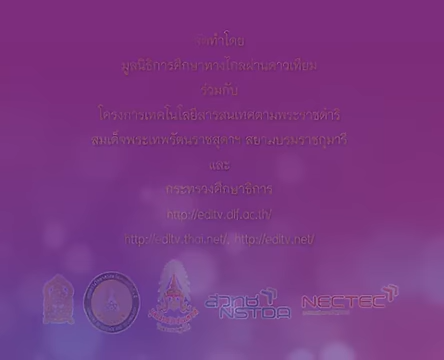 จัดทำโดย
มูลนิธิการศึกษาทางไกลผ่านดาวเทียม
ร่วมกับ
โครงการเทคโนโลยีสารสนเทศตามพระราชดำริ
สมเด็จพระเทพรัตนราชสุดาฯ สยามบรมราชกุมารี
และ
กระทรวงศึกษาธิการ
http://edltv.dlf.ac.th/
http://edltv.thai.net/, http://edltv.net/
สวทช NSTDA NECTEC